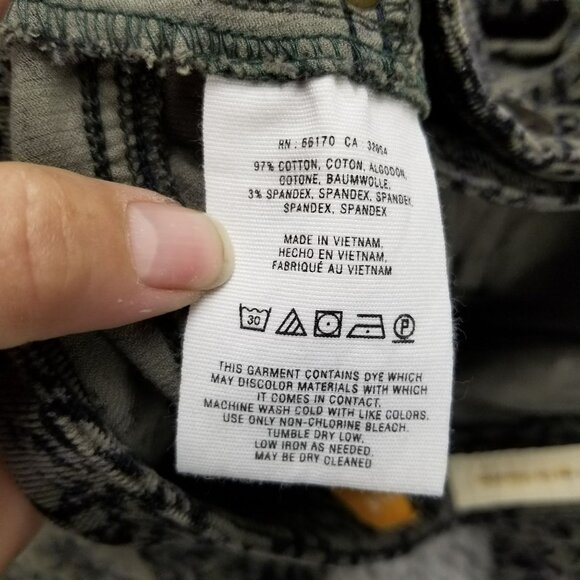 RN. 66170 CA 32954
97% COTTON, COTON, ALGODON,
COTONE, BAUMWOLLE,
3% SPANDEX, SPANDEX, SPANDEX,
SPANDEX, SPANDEX
MADE IN VIETNAM,
HECHO EN VIETNAM,
FABRIQUÉ AU VIETNAM
30 P
THIS GARMENT CONTAINS DYE WHICH
MAY DISCOLOR MATERIALS WITH WHICH
IT COMES IN CONTACT.
MACHINE WASH COLD WITH LIKE COLORS.
USE ONLY NON-CHLORINE BLEACH.
TUMBLE DRY LOW.
LOW IRON AS NEEDED.
MAY BE DRY CLEANED